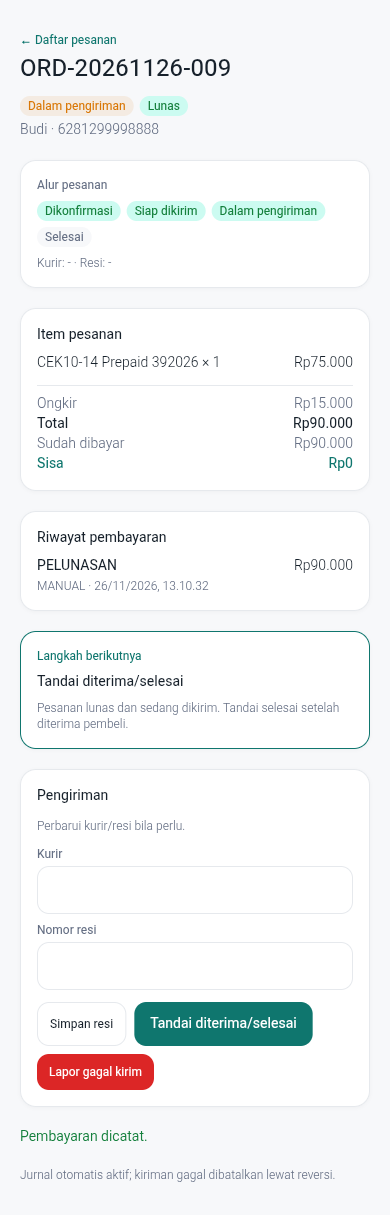 ← Daftar pesanan
ORD-20261126-009
Dalam pengiriman Lunas
Budi · 6281299998888
Alur pesanan
Dikonfirmasi Siap dikirim Dalam pengiriman
Selesai
Kurir: - · Resi: -
Item pesanan
CEK10-14 Prepaid 392026 × 1 Rp75.000
Ongkir Rp15.000
Total Rp90.000
Sudah dibayar Rp90.000
Sisa Rp0
Riwayat pembayaran
PELUNASAN Rp90.000
MANUAL · 26/11/2026, 13.10.32
Langkah berikutnya
Tandai diterima/selesai
Pesanan lunas dan sedang dikirim. Tandai selesai setelah
diterima pembeli.
Pengiriman
Perbarui kurir/resi bila perlu.
Kurir
Nomor resi
Simpan resi Tandai diterima/selesai
Lapor gagal kirim
Pembayaran dicatat.
Jurnal otomatis aktif; kiriman gagal dibatalkan lewat reversi.